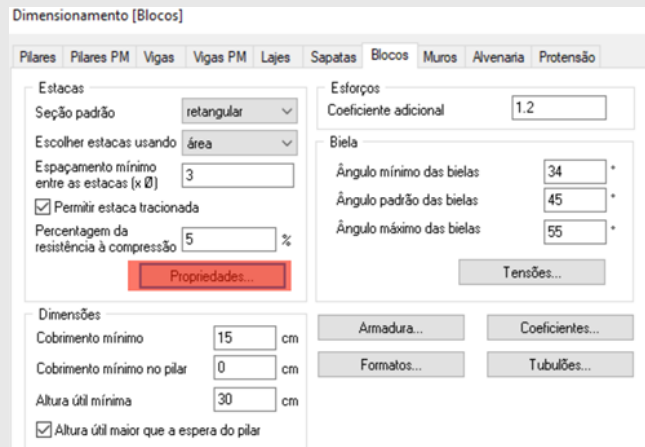 Dimensionamento [Blocos]
Pilares Pilares PM Vigas Vigas PM Lajes Sapatas Blocos Muros Alvenaria Protensão
Estacas
Seção padrão retangular
Escolher estacas usando área
Espaçamento mínimo
entre as estacas (x Ø) 3
Permitir estaca tracionada
Percentagem da
resistência à compressão 5 %
Propriedades...
Dimensões
Cobrimento mínimo 15 cm
Cobrimento mínimo no pilar 0 cm
Altura útil mínima 30 cm
Altura útil maior que a espera do pilar
Esforços
Coeficiente adicional 1.2
Biela
Ângulo mínimo das bielas 34 °
Ângulo padrão das bielas 45 °
Ângulo máximo das bielas 55 °
Tensões...
Armadura... Coeficientes...
Formatos... Tubulões...